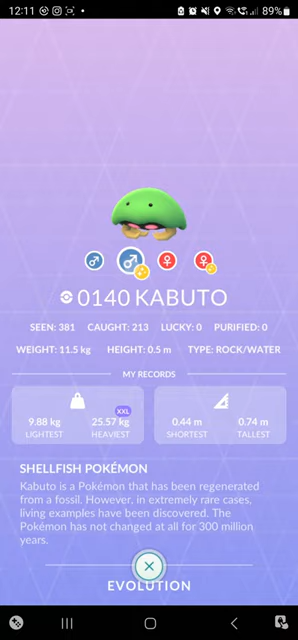 12:11
89%
0140 KABUTO
SEEN: 381 CAUGHT: 213 LUCKY: 0 PURIFIED: 0
WEIGHT: 11.5 kg HEIGHT: 0.5 m TYPE: ROCK/WATER
MY RECORDS
XXL
9.88 kg 25.57 kg 0.44 m 0.74 m
LIGHTEST HEAVIEST SHORTEST TALLEST
SHELLFISH POKÉMON
Kabuto is a Pokémon that has been regenerated
from a fossil. However, in extremely rare cases,
living examples have been discovered. The
Pokémon has not changed at all for 300 million
years.
EVOLUTION